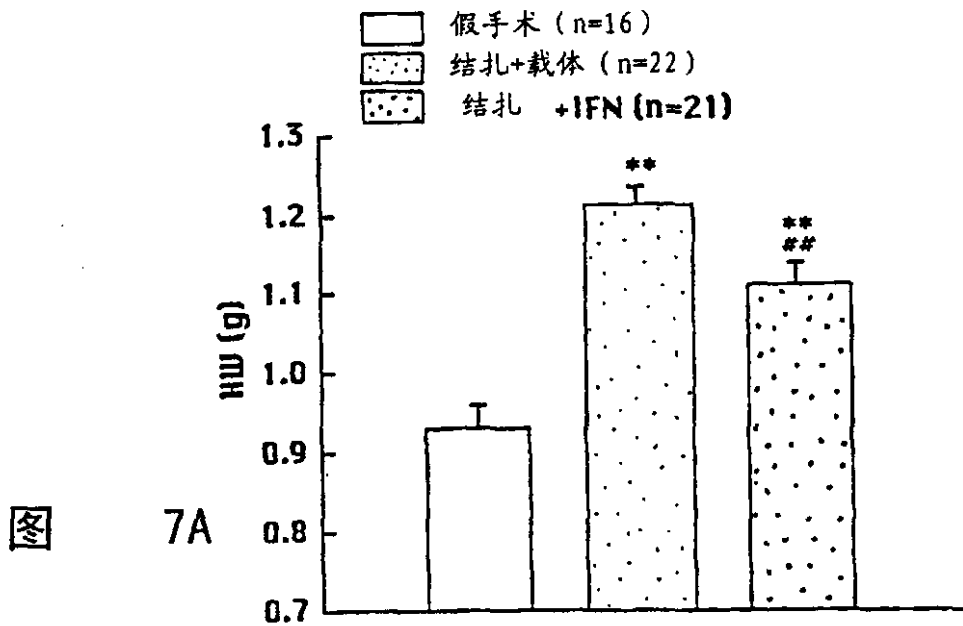 假手术 (n=16)
结扎+载体 (n=22)
结扎 +IFN (n=21)
1.3
1.2
1.1
1.0
0.9
0.8
0.7
HW (g)
**
**
##
图 7A